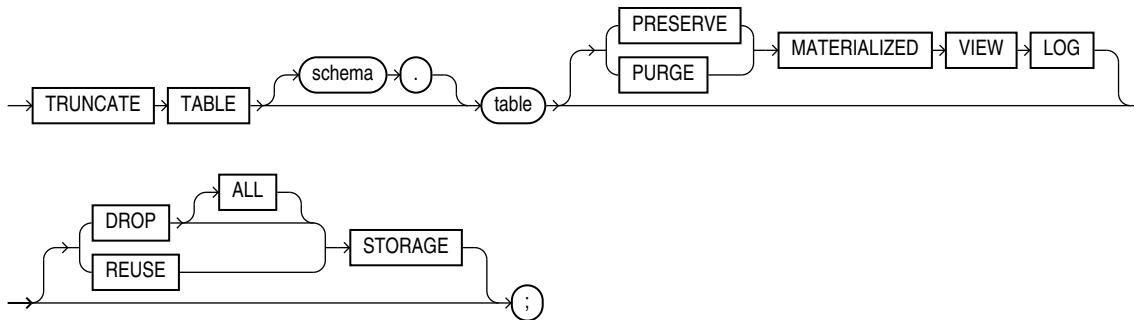 PRESERVE
schema . MATERIALIZED VIEW LOG
PURGE
TRUNCATE TABLE table
ALL
DROP
STORAGE
REUSE
;